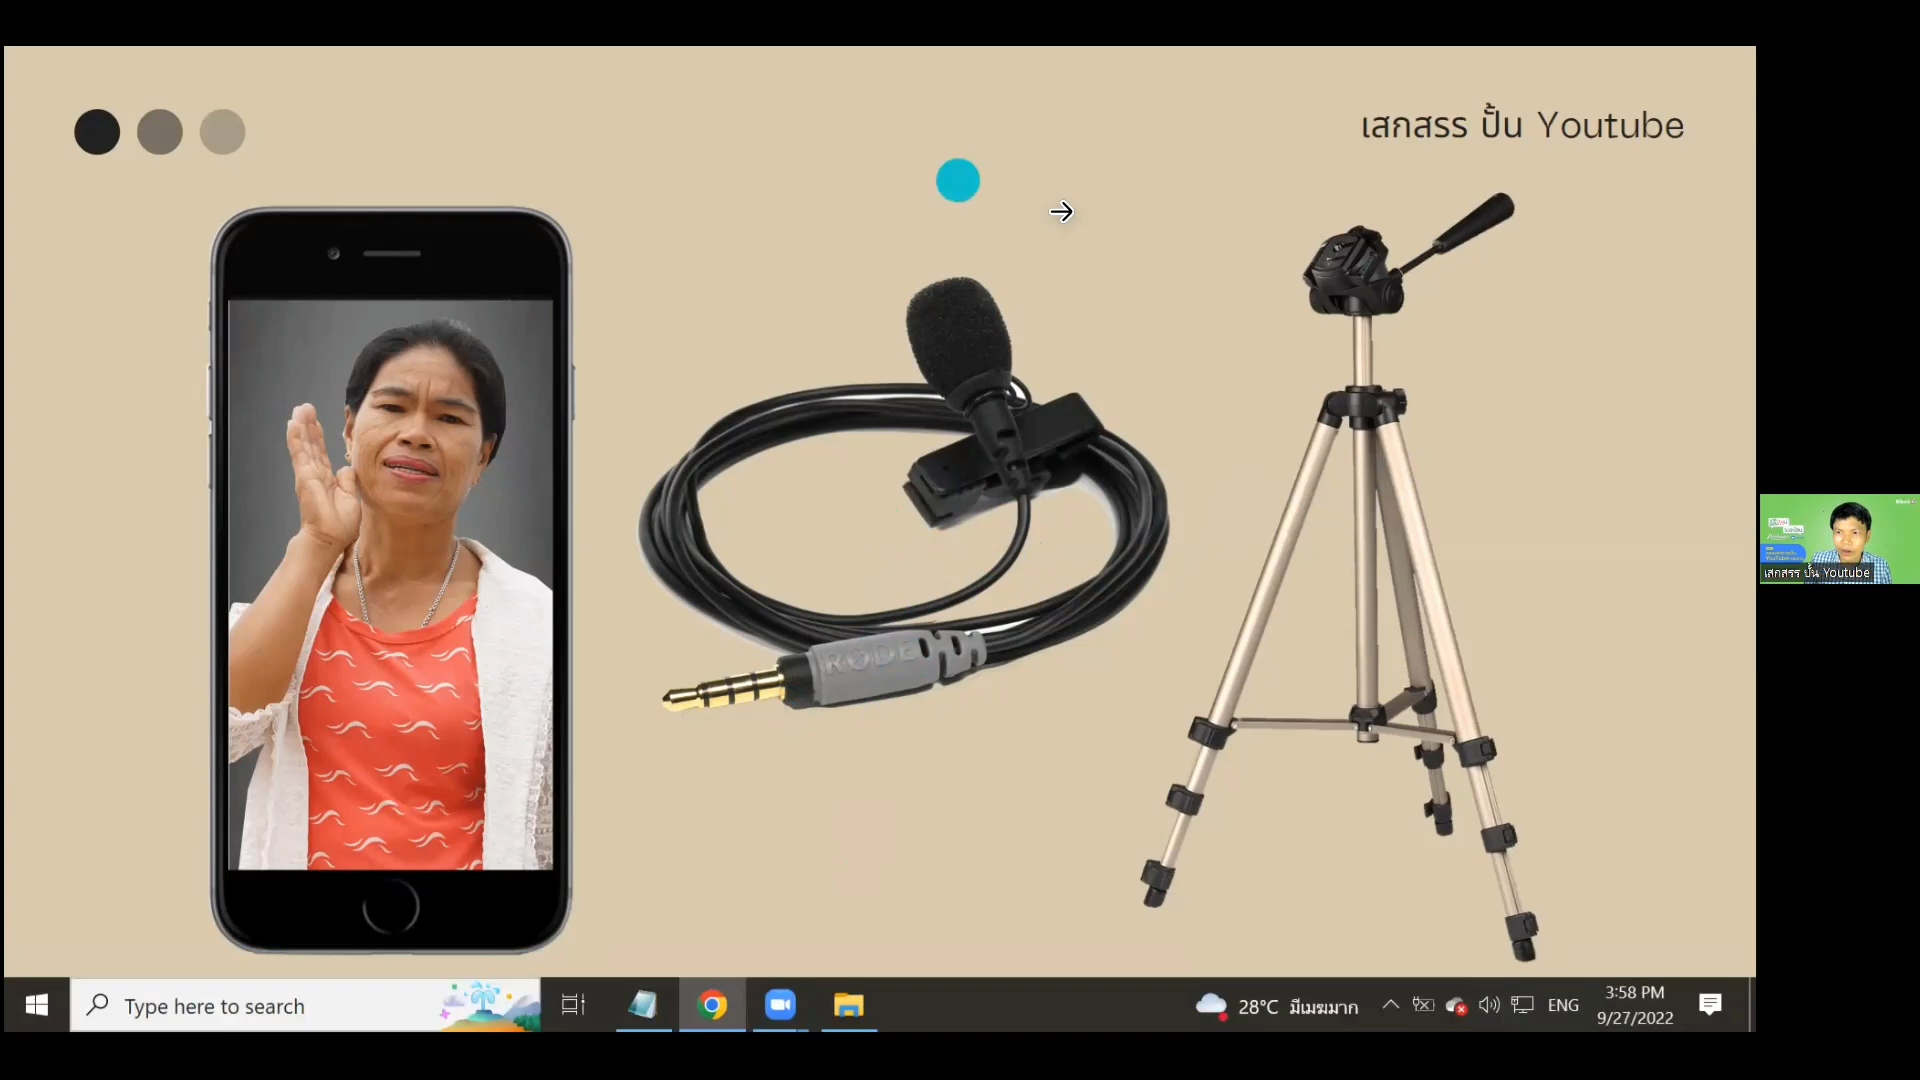 เสกสรร ปั้น Youtube
RØDE
เสกสรร ปั้น Youtube
Type here to search
28°C มีเมฆมาก
ENG
3:58 PM
9/27/2022